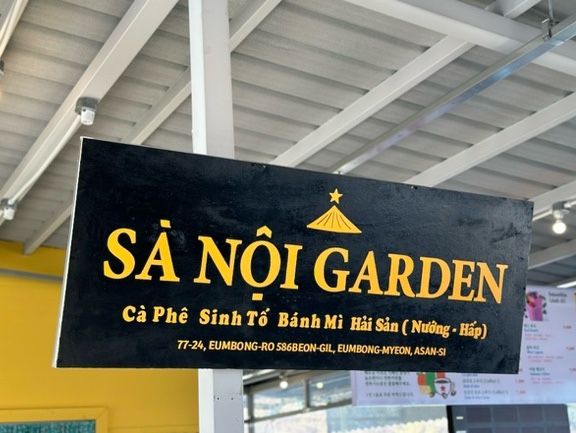 SÀ NỘI GARDEN
Cà Phê Sinh Tố Bánh Mì Hải Sản ( Nướng - Hấp)
77-24, EUMBONG-RO 586BEON-GIL, EUMBONG-MYEON, ASAN-SI